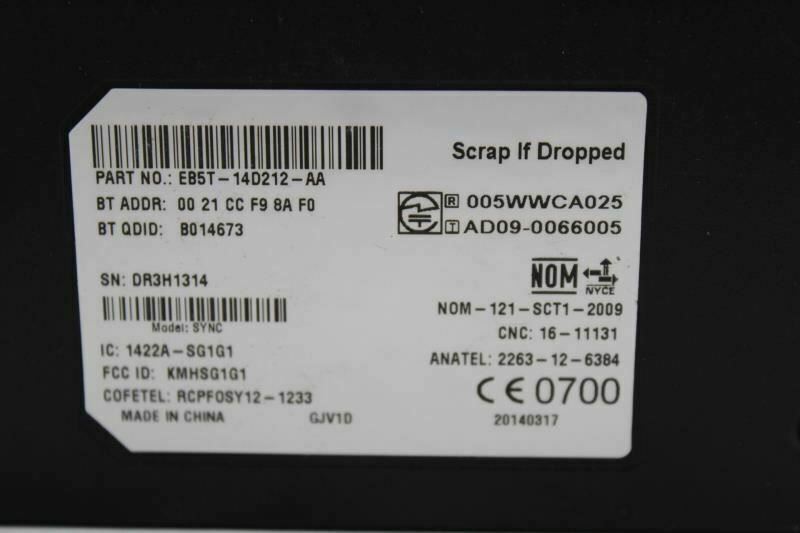 Scrap If Dropped
PART NO.: EB5T-14D212-AA
BT ADDR: 00 21 CC F9 8A F0
BT QDID: B014673
R 005WWCA025
T AD09-0066005
SN: DR3H1314
Model: SYNC
NOM NYCE
NOM-121-SCT1-2009
CNC: 16-11131
IC: 1422A-SG1G1
ANATEL: 2263-12-6384
FCC ID: KMHSG1G1
COFETEL: RCPFOSY12-1233
CE 0700
MADE IN CHINA GJV1D
20140317